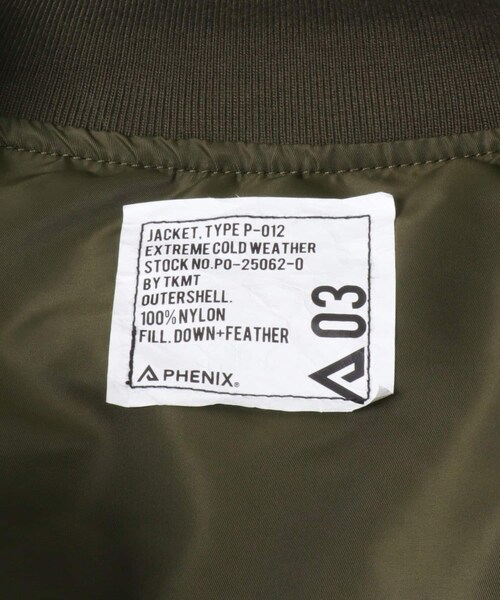 JACKET, TYPE P-012
EXTREME COLD WEATHER
STOCK NO.PO-25062-0
BY TKMT
OUTERSHELL.
100%NYLON
FILL. DOWN+FEATHER
PHENIX®
03